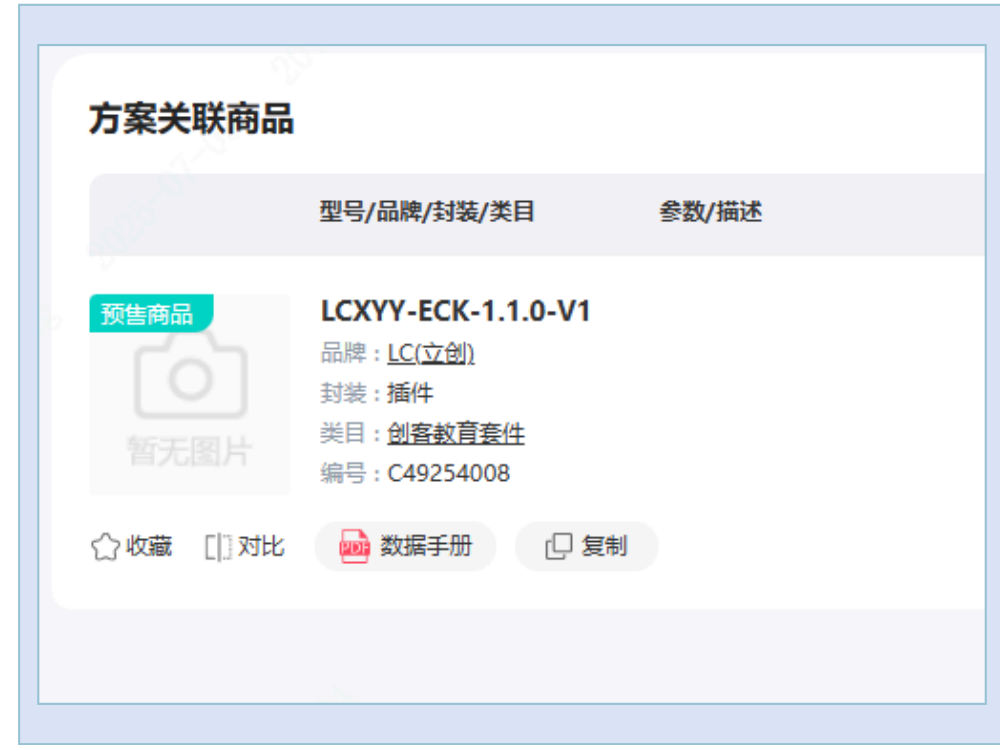 方案关联商品
型号/品牌/封装/类目 参数/描述
预售商品
暂无图片
LCXYY-ECK-1.1.0-V1
品牌：LC(立创)
封装：插件
类目：创客教育套件
编号：C49254008
收藏 对比 PDF 数据手册 复制